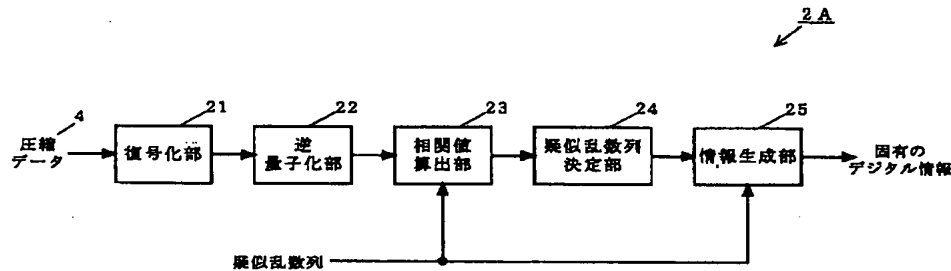 2A
4
圧縮
データ
21
復号化部
22
逆
量子化部
23
相関値
算出部
24
疑似乱数列
決定部
25
情報生成部
固有の
デジタル情報
疑似乱数列